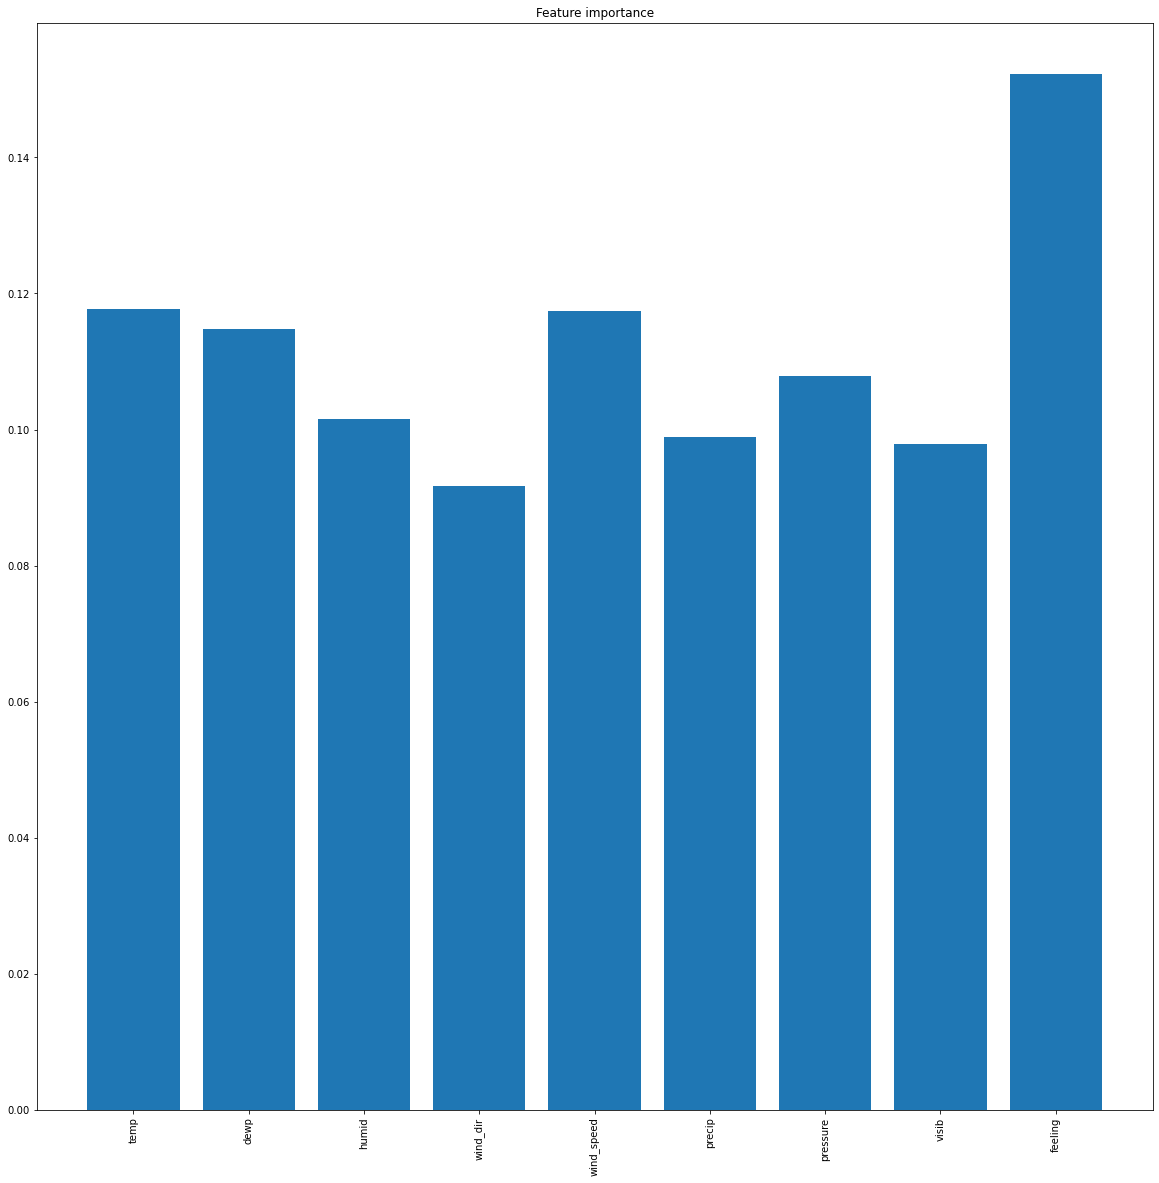 Feature importance
0.14
0.12
0.10
0.08
0.06
0.04
0.02
0.00
temp
dewp
humid
wind_dir
wind_speed
precip
pressure
visib
feeling